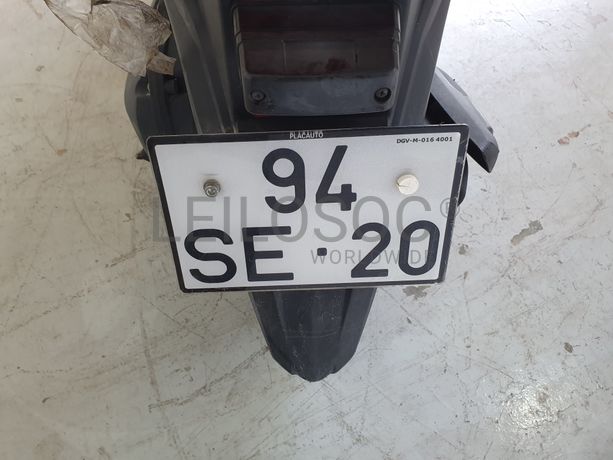 PLACAUTO
DGV-M-016 4001
94
SE·20
LEILOSOC®
WORLDWIDE